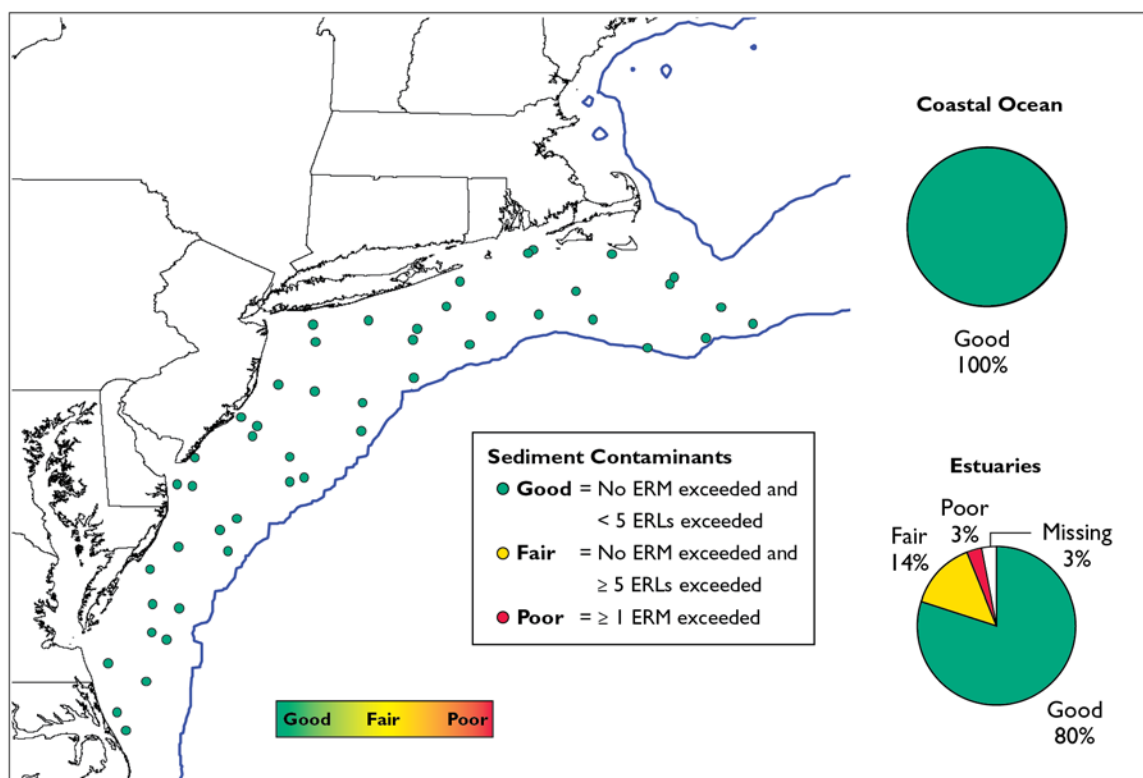 Coastal Ocean
Good
100%
Sediment Contaminants
Good = No ERM exceeded and
< 5 ERLs exceeded
Fair = No ERM exceeded and
≥ 5 ERLs exceeded
Poor = ≥ 1 ERM exceeded
Good Fair Poor
Estuaries
Poor
3%
Missing
3%
Fair
14%
Good
80%